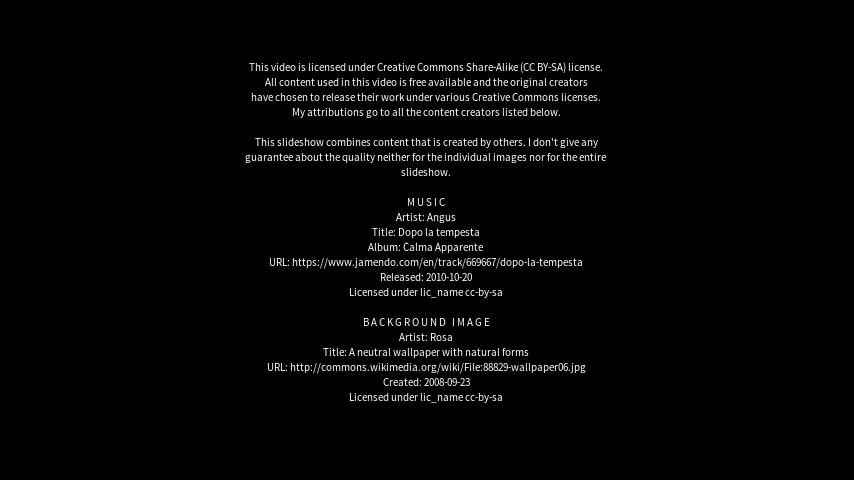 This video is licensed under Creative Commons Share-Alike (CC BY-SA) license.
All content used in this video is free available and the original creators
have chosen to release their work under various Creative Commons licenses.
My attributions go to all the content creators listed below.
This slideshow combines content that is created by others. I don't give any
guarantee about the quality neither for the individual images nor for the entire
slideshow.
MUSIC
Artist: Angus
Title: Dopo la tempesta
Album: Calma Apparente
URL: https://www.jamendo.com/en/track/669667/dopo-la-tempesta
Released: 2010-10-20
Licensed under lic_name cc-by-sa
BACKGROUND IMAGE
Artist: Rosa
Title: A neutral wallpaper with natural forms
URL: http://commons.wikimedia.org/wiki/File:88829-wallpaper06.jpg
Created: 2008-09-23
Licensed under lic_name cc-by-sa